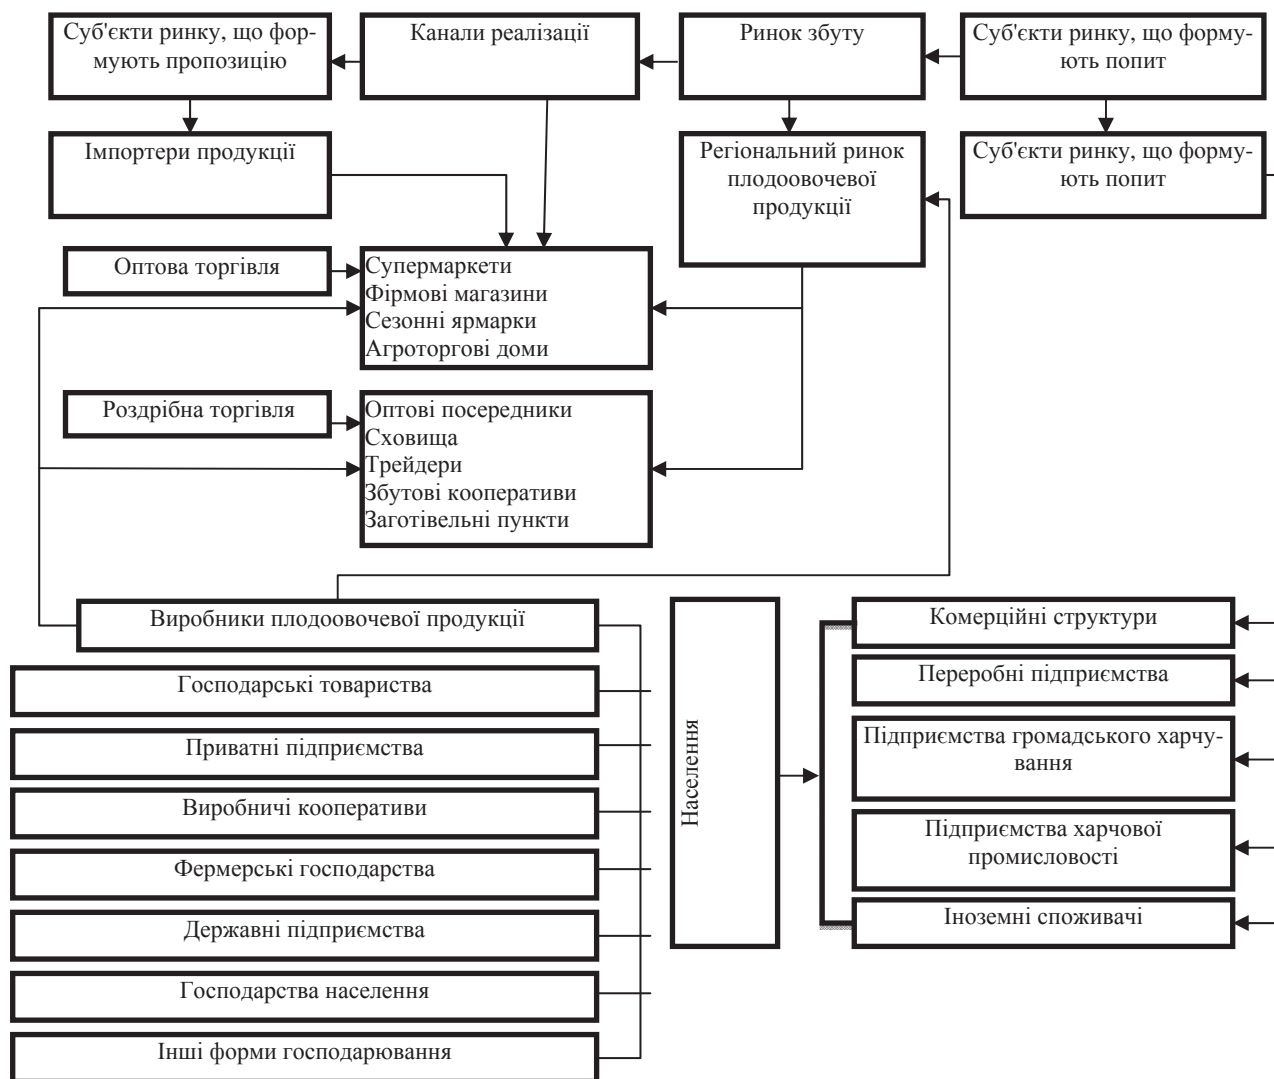 Суб'єкти ринку, що фор-
мують пропозицію
Канали реалізації
Ринок збуту
Суб'єкти ринку, що форму-
ють попит
Імпортери продукції
Регіональний ринок
плодоовочевої
продукції
Суб'єкти ринку, що форму-
ють попит
Оптова торгівля
Супермаркети
Фірмові магазини
Сезонні ярмарки
Агроторгові доми
Роздрібна торгівля
Оптові посередники
Сховища
Трейдери
Збутові кооперативи
Заготівельні пункти
Виробники плодоовочевої продукції
Господарські товариства
Приватні підприємства
Виробничі кооперативи
Фермерські господарства
Державні підприємства
Господарства населення
Інші форми господарювання
Населення
Комерційні структури
Переробні підприємства
Підприємства громадського харчу-
вання
Підприємства харчової
промисловості
Іноземні споживачі